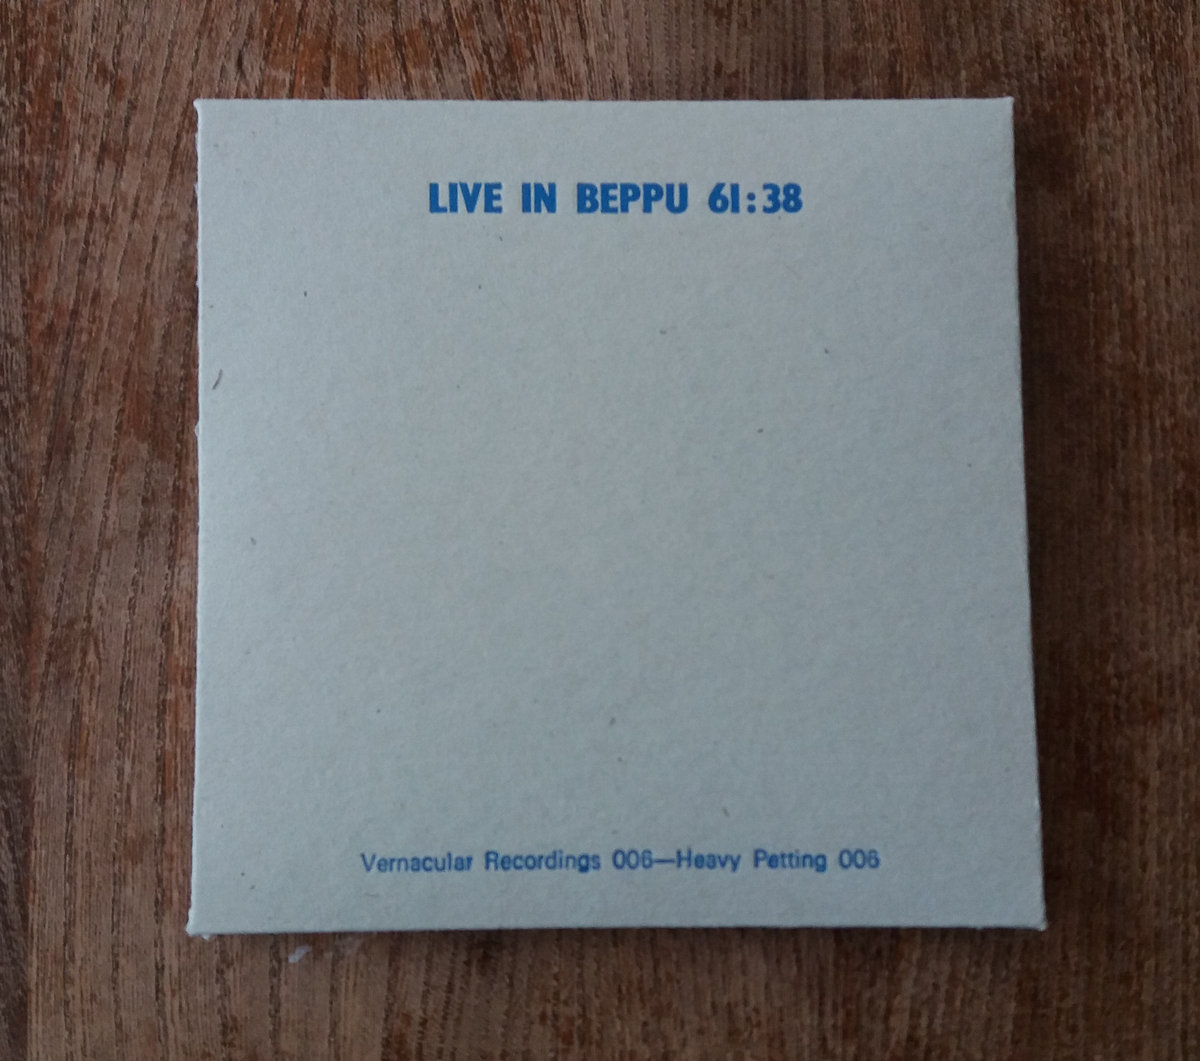 LIVE IN BEPPU 61:38
Vernacular Recordings 006—Heavy Petting 006